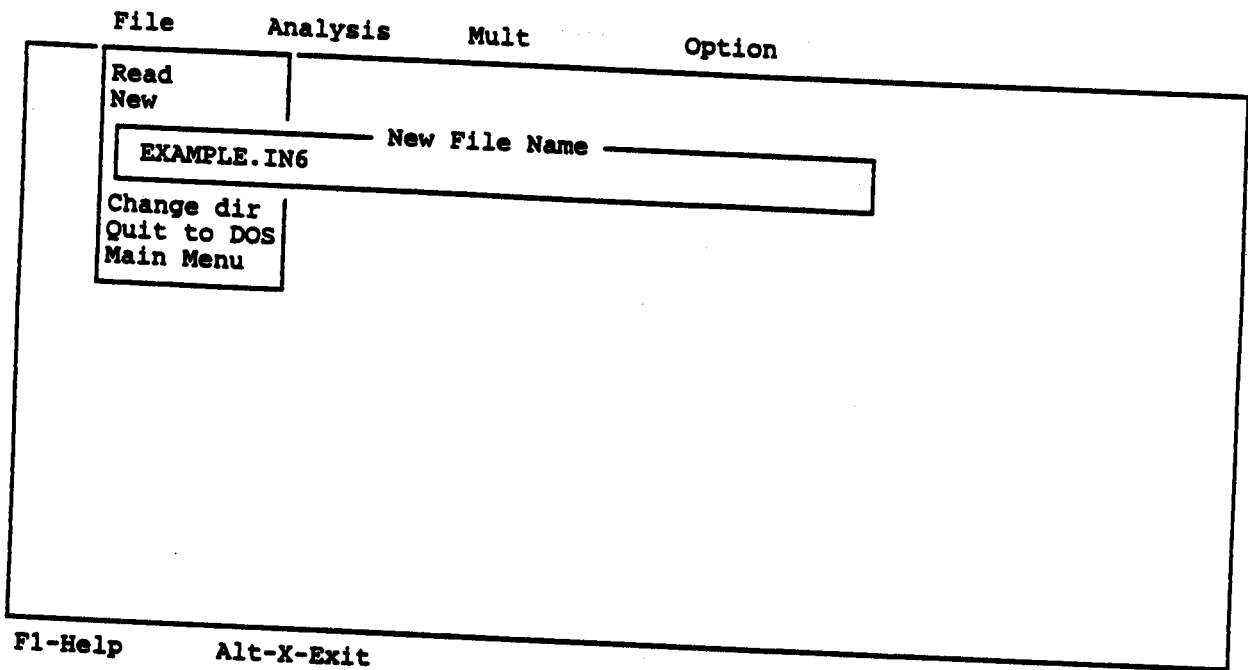 File Analysis Mult Option
Read
New
New File Name
EXAMPLE.IN6
Change dir
Quit to DOS
Main Menu
F1-Help Alt-X-Exit